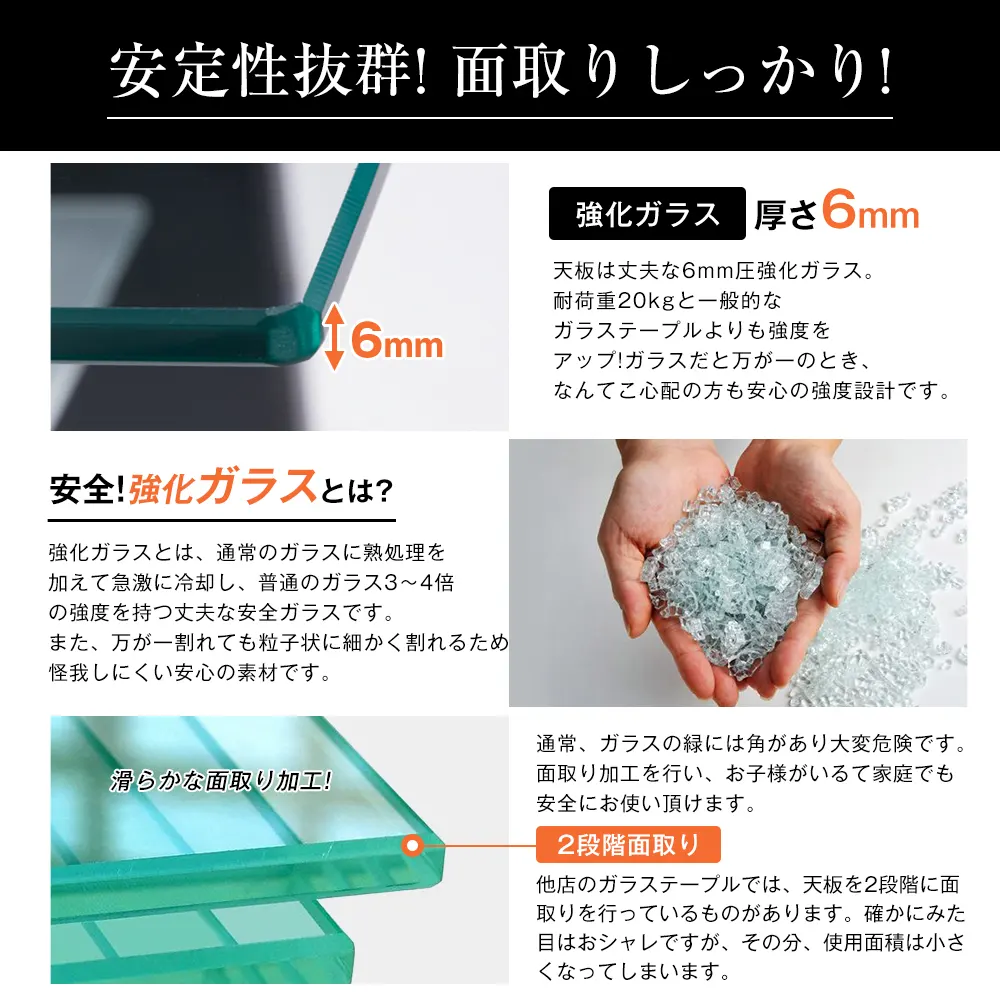 安定性抜群! 面取りしっかり!
強化ガラス 厚さ6mm
天板は丈夫な6mm圧強化ガラス。
耐荷重20kgと一般的な
ガラステーブルよりも強度を
アップ!ガラスだと万が一のとき、
なんてこ心配の方も安心の強度設計です。
6mm
安全!強化ガラスとは?
強化ガラスとは、通常のガラスに熟処理を
加えて急激に冷却し、普通のガラス3〜4倍
の強度を持つ丈夫な安全ガラスです。
また、万が一割れても粒子状に細かく割れるため
怪我しにくい安心の素材です。
滑らかな面取り加工!
通常、ガラスの緑には角があり大変危険です。
面取り加工を行い、お子様がいるて家庭でも
安全にお使い頂けます。
2段階面取り
他店のガラステーブルでは、天板を2段階に面
取りを行っているものがあります。確かにみた
目はおシャレですが、その分、使用面積は小さ
くなってしまいます。